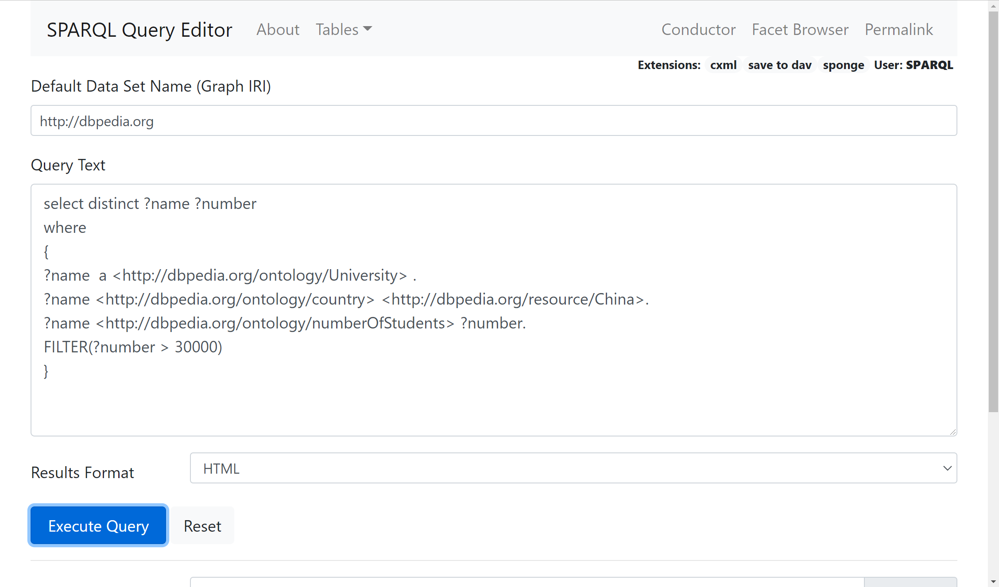 SPARQL Query Editor About Tables Conductor Facet Browser Permalink
Extensions: cxml save to dav sponge User: SPARQL
Default Data Set Name (Graph IRI)
http://dbpedia.org
Query Text
select distinct ?name ?number
where
{
?name  a <http://dbpedia.org/ontology/University> .
?name <http://dbpedia.org/ontology/country> <http://dbpedia.org/resource/China>.
?name <http://dbpedia.org/ontology/numberOfStudents> ?number.
FILTER(?number > 30000)
}
Results Format HTML
Execute Query Reset